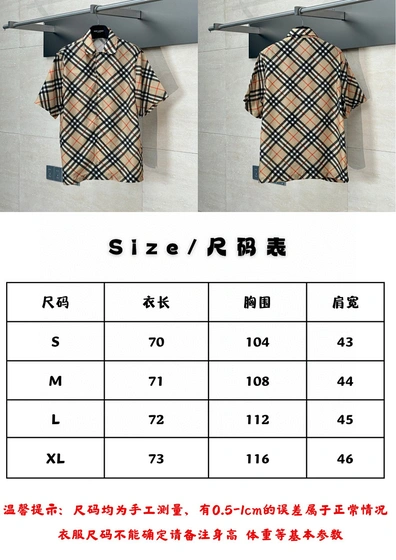 Size/尺码表
尺码 衣长 胸围 肩宽
S 70 104 43
M 71 108 44
L 72 112 45
XL 73 116 46
温馨提示：尺码均为手工测量、有0.5-1cm的误差属于正常情况
衣服尺码不能确定请备注身高 体重等基本参数